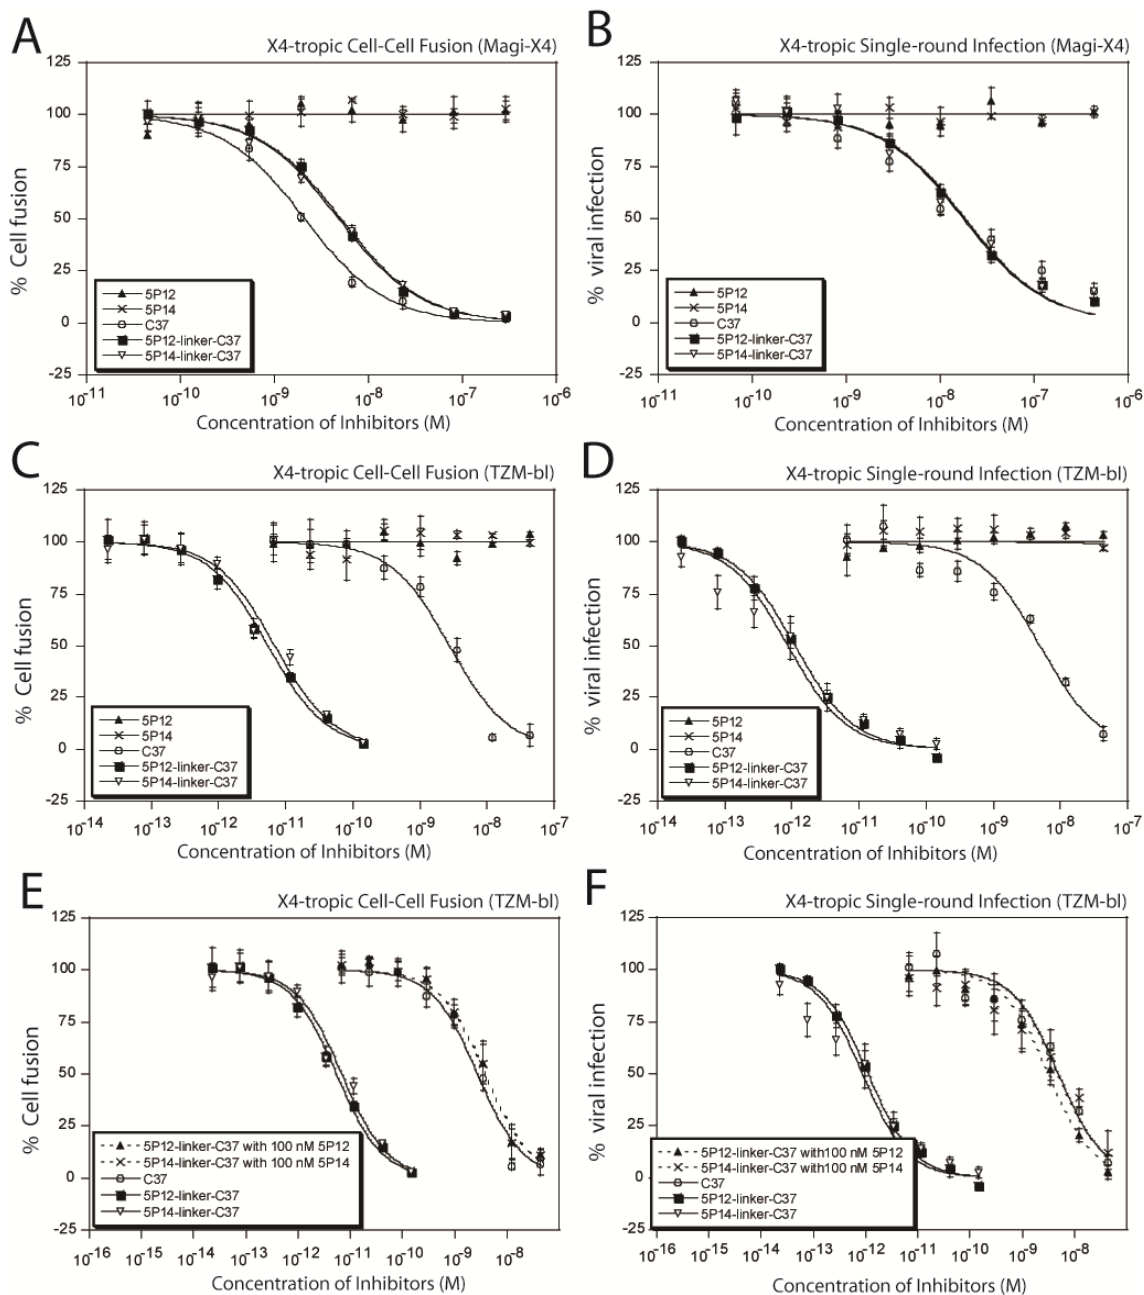 A
X4-tropic Cell-Cell Fusion (Magi-X4)
125
100
75
50
25
0
-25
% Cell fusion
5P12
5P14
C37
5P12-linker-C37
5P14-linker-C37
10-11
10-10
10-9
10-8
10-7
10-6
Concentration of Inhibitors (M)
B
X4-tropic Single-round Infection (Magi-X4)
125
100
75
50
25
0
-25
% viral infection
5P12
5P14
C37
5P12-linker-C37
5P14-linker-C37
10-11
10-10
10-9
10-8
10-7
10-6
Concentration of Inhibitors (M)
C
X4-tropic Cell-Cell Fusion (TZM-bl)
125
100
75
50
25
0
-25
% Cell fusion
5P12
5P14
C37
5P12-linker-C37
5P14-linker-C37
10-14
10-13
10-12
10-11
10-10
10-9
10-8
10-7
Concentration of Inhibitors (M)
D
X4-tropic Single-round Infection (TZM-bl)
125
100
75
50
25
0
-25
% viral infection
5P12
5P14
C37
5P12-linker-C37
5P14-linker-C37
10-14
10-13
10-12
10-11
10-10
10-9
10-8
10-7
Concentration of Inhibitors (M)
E
X4-tropic Cell-Cell Fusion (TZM-bl)
125
100
75
50
25
0
-25
% Cell fusion
5P12-linker-C37 with 100 nM 5P12
5P14-linker-C37 with 100 nM 5P14
C37
5P12-linker-C37
5P14-linker-C37
10-16
10-15
10-14
10-13
10-12
10-11
10-10
10-9
10-8
Concentration of Inhibitors (M)
F
X4-tropic Single-round Infection (TZM-bl)
125
100
75
50
25
0
-25
% viral infection
5P12-linker-C37 with100 nM 5P12
5P14-linker-C37 with100 nM 5P14
C37
5P12-linker-C37
5P14-linker-C37
10-16
10-15
10-14
10-13
10-12
10-11
10-10
10-9
10-8
Concentration of Inhibitors (M)